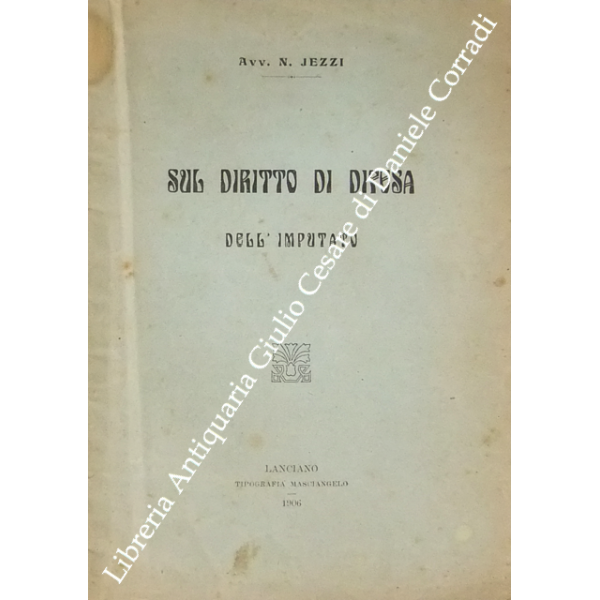 Avv. N. JEZZI
SUL DIRITTO DI DIFESA
DELL' IMPUTATO
LANCIANO
TIPOGRAFIA MASCIANGELO
1906
Libreria Antiquaria Giulio Cesare di Daniele Corradi